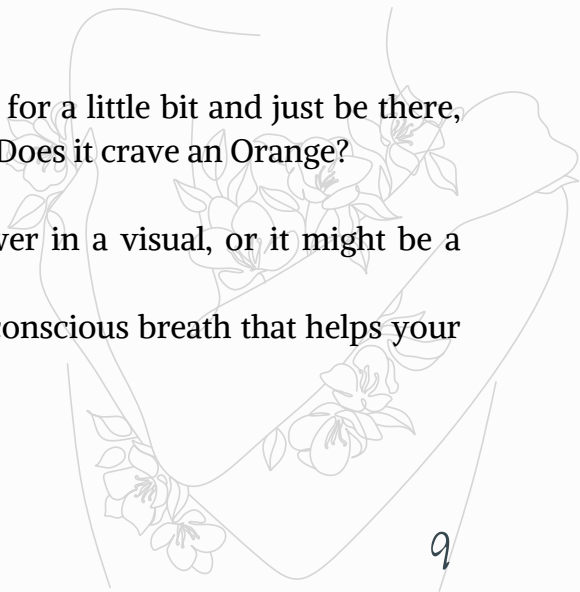 for a little bit and just be there,
Does it crave an Orange?
ver in a visual, or it might be a
conscious breath that helps your
9